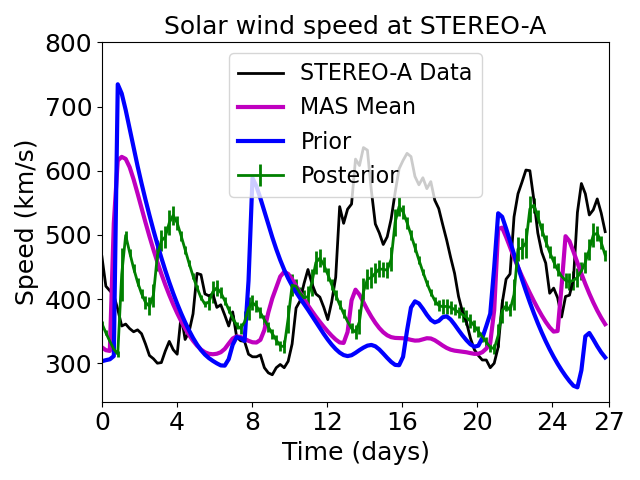 Solar wind speed at STEREO-A
800
700
600
500
400
300
Speed (km/s)
STEREO-A Data
MAS Mean
Prior
Posterior
0 4 8 12 16 20 24 27
Time (days)